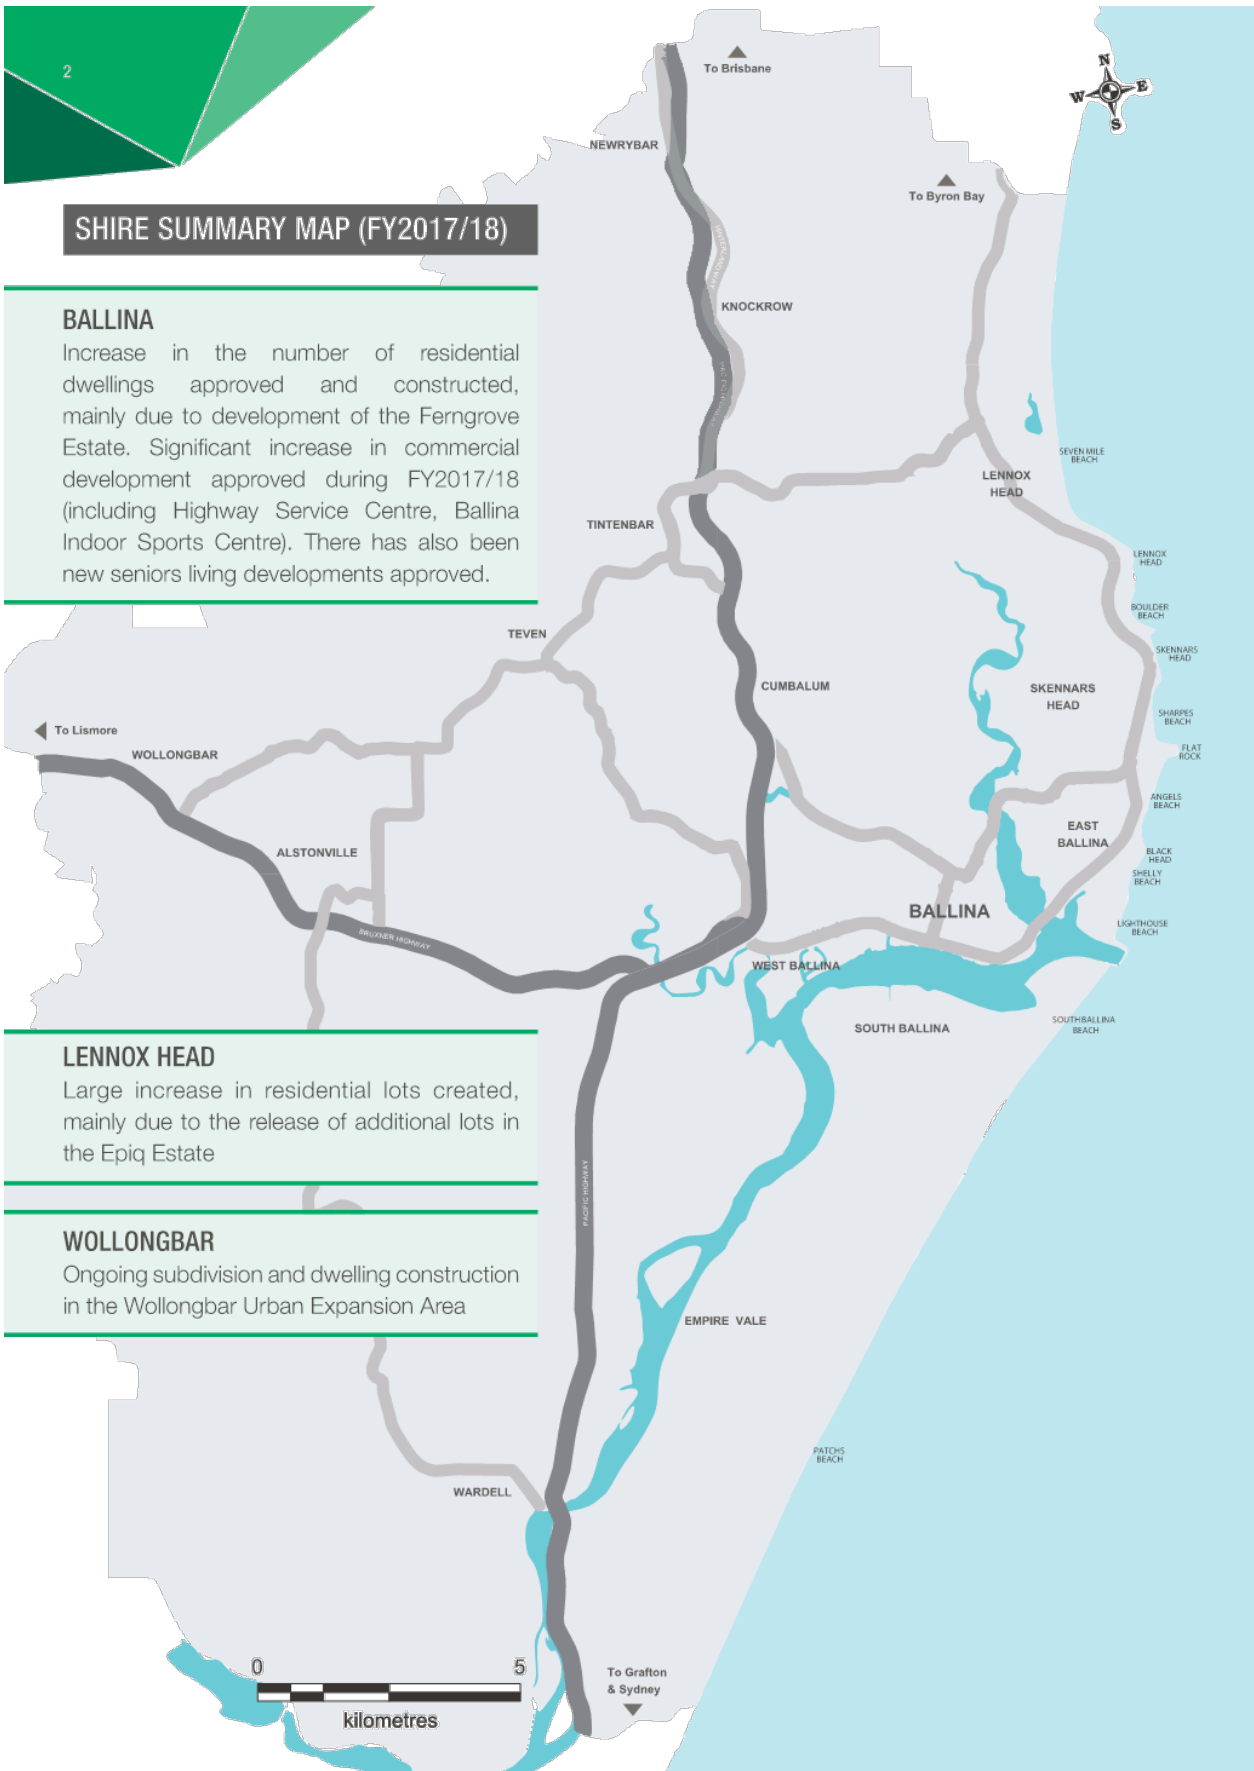 2
SHIRE SUMMARY MAP (FY2017/18)
BALLINA
Increase in the number of residential
dwellings approved and constructed,
mainly due to development of the Ferngrove
Estate. Significant increase in commercial
development approved during FY2017/18
(including Highway Service Centre, Ballina
Indoor Sports Centre). There has also been
new seniors living developments approved.
LENNOX HEAD
Large increase in residential lots created,
mainly due to the release of additional lots in
the Epiq Estate
WOLLONGBAR
Ongoing subdivision and dwelling construction
in the Wollongbar Urban Expansion Area
To Brisbane
N
W
E
S
NEWRYBAR
To Byron Bay
HINTERLAND WAY
KNOCKROW
SEVEN MILE
BEACH
LENNOX
HEAD
TINTENBAR
LENNOX
HEAD
BOULDER
BEACH
TEVEN
SKENNARS
HEAD
CUMBALUM
SKENNARS
HEAD
SHARPES
BEACH
To Lismore
WOLLONGBAR
FLAT
ROCK
ANGELS
BEACH
EAST
BALLINA
ALSTONVILLE
BLACK
HEAD
SHELLY
BEACH
BALLINA
LIGHTHOUSE
BEACH
BRUXNER HIGHWAY
WEST BALLINA
SOUTH BALLINA
SOUTH BALLINA
BEACH
PACIFIC HIGHWAY
EMPIRE VALE
PATCHS
BEACH
WARDELL
0
5
kilometres
To Grafton
& Sydney